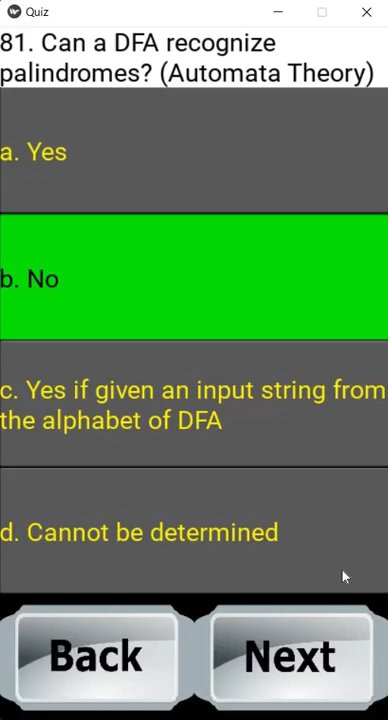 Quiz
81. Can a DFA recognize
palindromes? (Automata Theory)
a. Yes
b. No
c. Yes if given an input string from
the alphabet of DFA
d. Cannot be determined
Back
Next